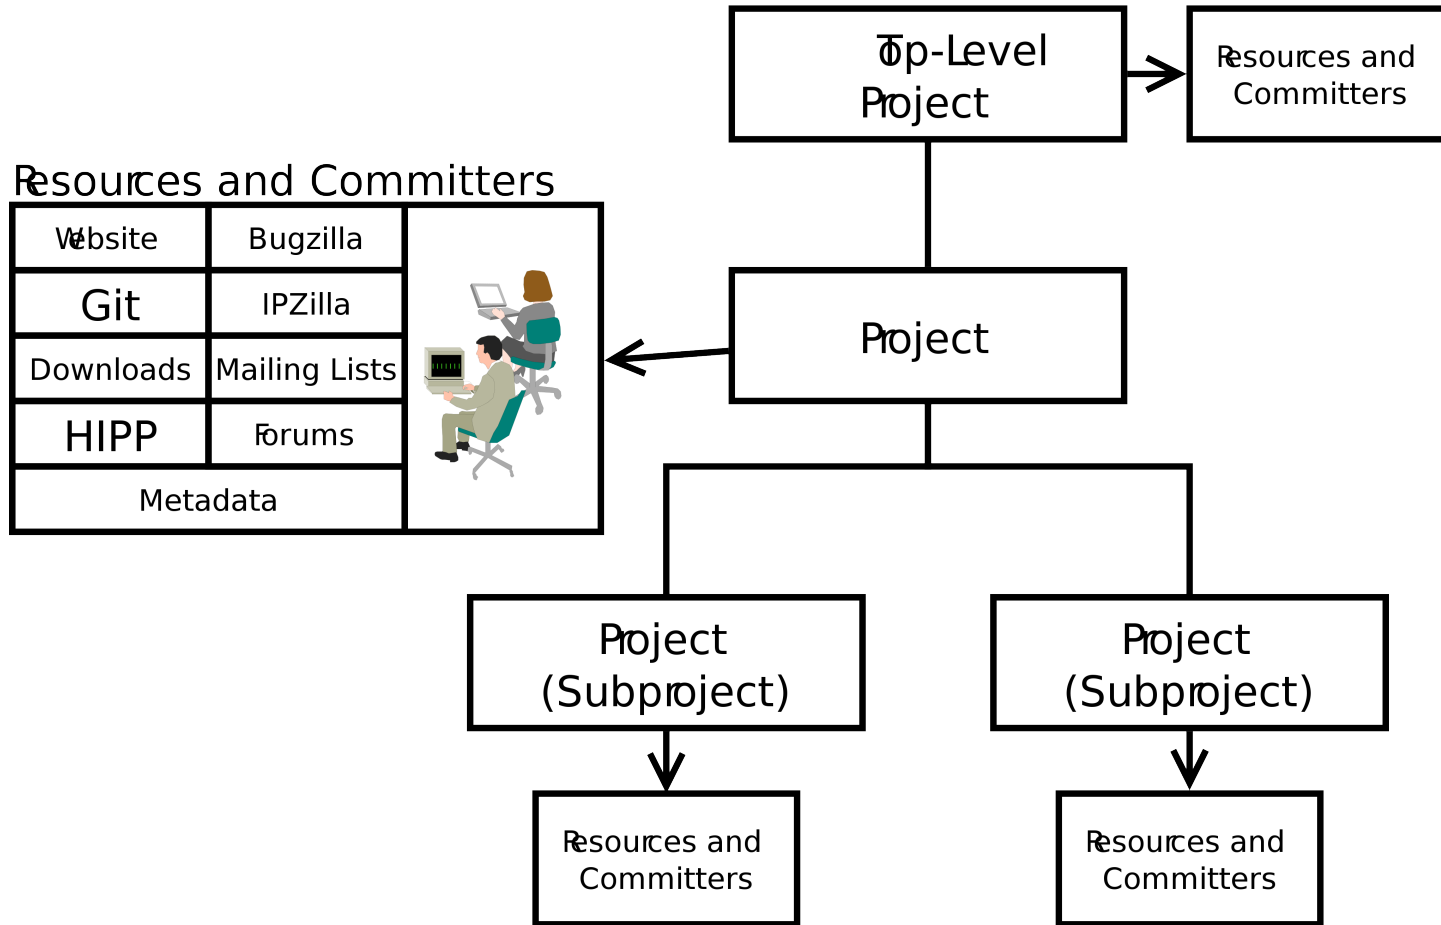 Top-Level
Project
Resources and
Committers
Resources and Committers
Website
Bugzilla
Git
IPZilla
Downloads
Mailing Lists
HIPP
Forums
Metadata
Project
Project
(Subproject)
Project
(Subproject)
Resources and
Committers
Resources and
Committers